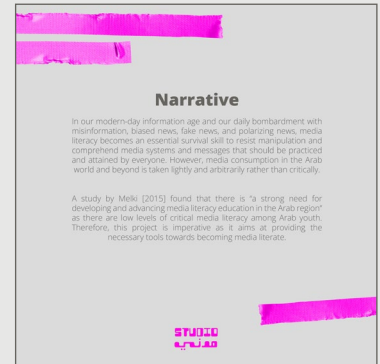 Narrative
In our modern-day information age and our daily bombardment with
misinformation, biased news, fake news, and polarizing news, media
literacy becomes an essential survival skill to resist manipulation and
comprehend media systems and messages that should be practiced
and attained by everyone. However, media consumption in the Arab
world and beyond is taken lightly and arbitrarily rather than critically.
A study by Melki [2015] found that there is "a strong need for
developing and advancing media literacy education in the Arab region"
as there are low levels of critical media literacy among Arab youth.
Therefore, this project is imperative as it aims at providing the
necessary tools towards becoming media literate.
STUDIO
مدني